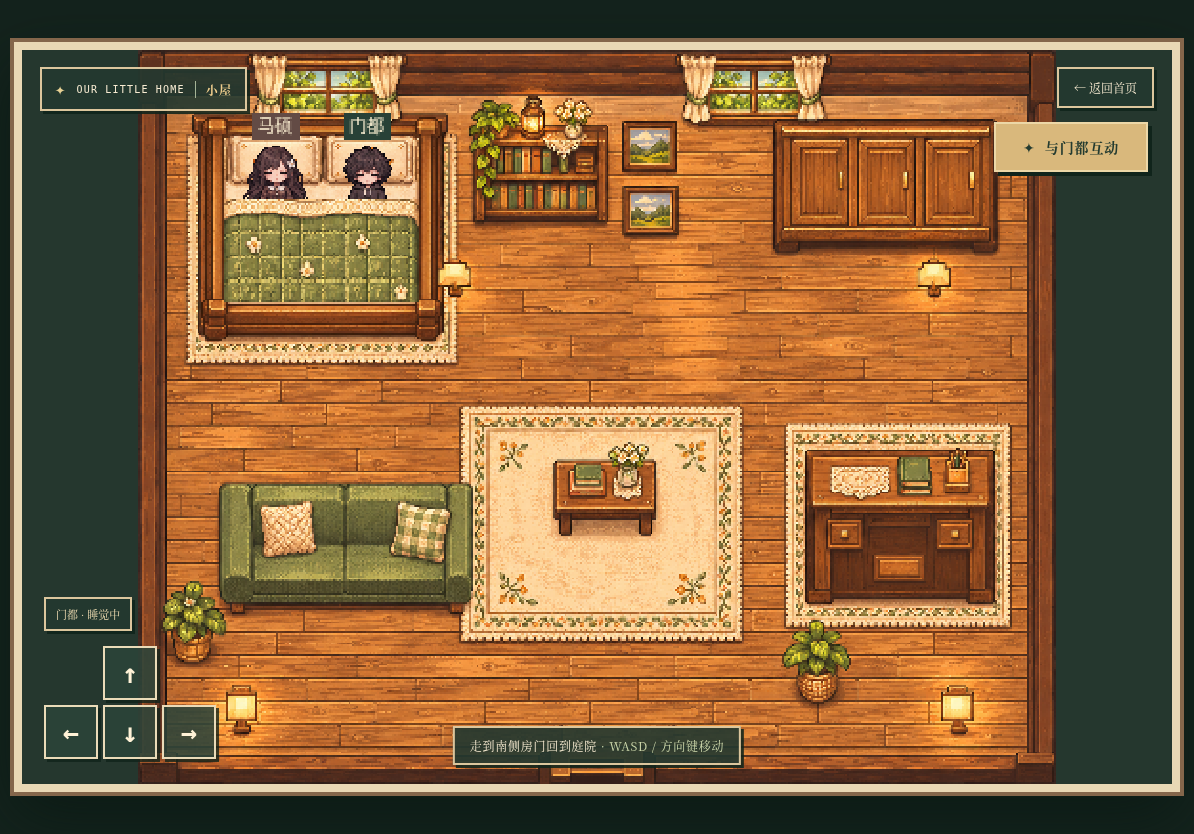 ✦ OUR LITTLE HOME | 小屋
← 返回首页
✦ 与门都互动
马硕
门都
门都 · 睡觉中
↑
← ↓ →
走到南侧房门回到庭院 · WASD / 方向键移动